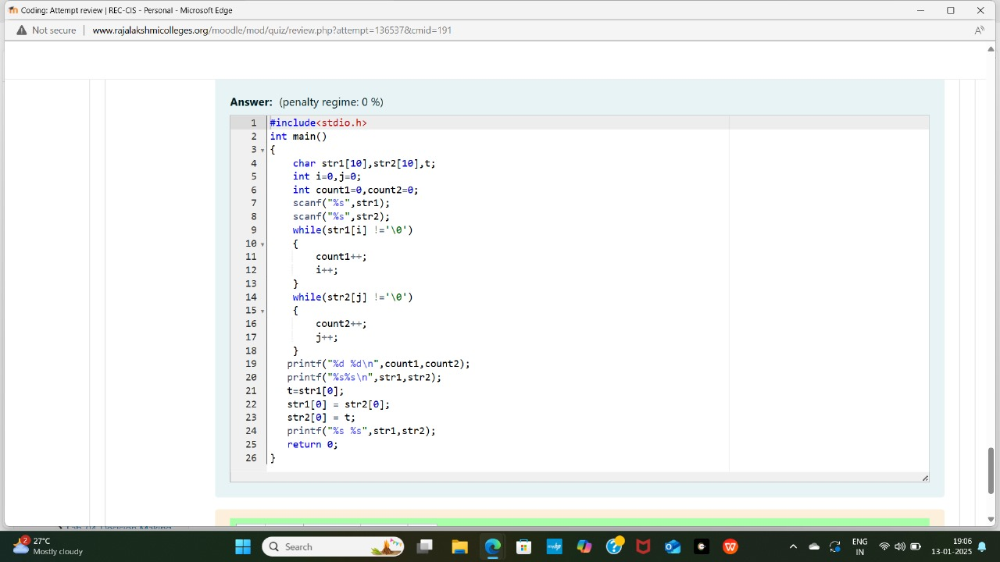 Coding: Attempt review | REC-CIS - Personal - Microsoft Edge
Not secure www.rajalakshmicolleges.org/moodle/mod/quiz/review.php?attempt=136537&cmid=191
Answer: (penalty regime: 0 %)
1 #include<stdio.h>
2 int main()
3 {
4 char str1[10],str2[10],t;
5 int i=0,j=0;
6 int count1=0,count2=0;
7 scanf("%s",str1);
8 scanf("%s",str2);
9 while(str1[i] !='\0')
10 {
11 count1++;
12 i++;
13 }
14 while(str2[j] !='\0')
15 {
16 count2++;
17 j++;
18 }
19 printf("%d %d\n",count1,count2);
20 printf("%s%s\n",str1,str2);
21 t=str1[0];
22 str1[0] = str2[0];
23 str2[0] = t;
24 printf("%s %s",str1,str2);
25 return 0;
26 }
2 27°C
Mostly cloudy
Search
ENG
IN
19:06
13-01-2025